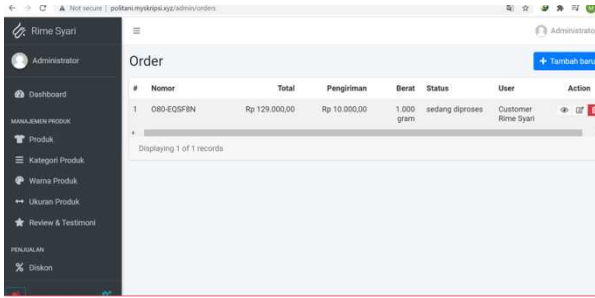 Not secure | politani.myskripsi.xyz/admin/orders
Rime Syari
Administrator
Administrator
Dashboard
MANAJEMEN PRODUK
Produk
Kategori Produk
Warna Produk
Ukuran Produk
Review & Testimoni
PENJUALAN
Diskon
Order
+ Tambah baru
# Nomor Total Pengiriman Berat Status User Action
1 O80-EQSF8N Rp 129.000,00 Rp 10.000,00 1.000 sedang diproses Customer
gram Rime Syari
Displaying 1 of 1 records